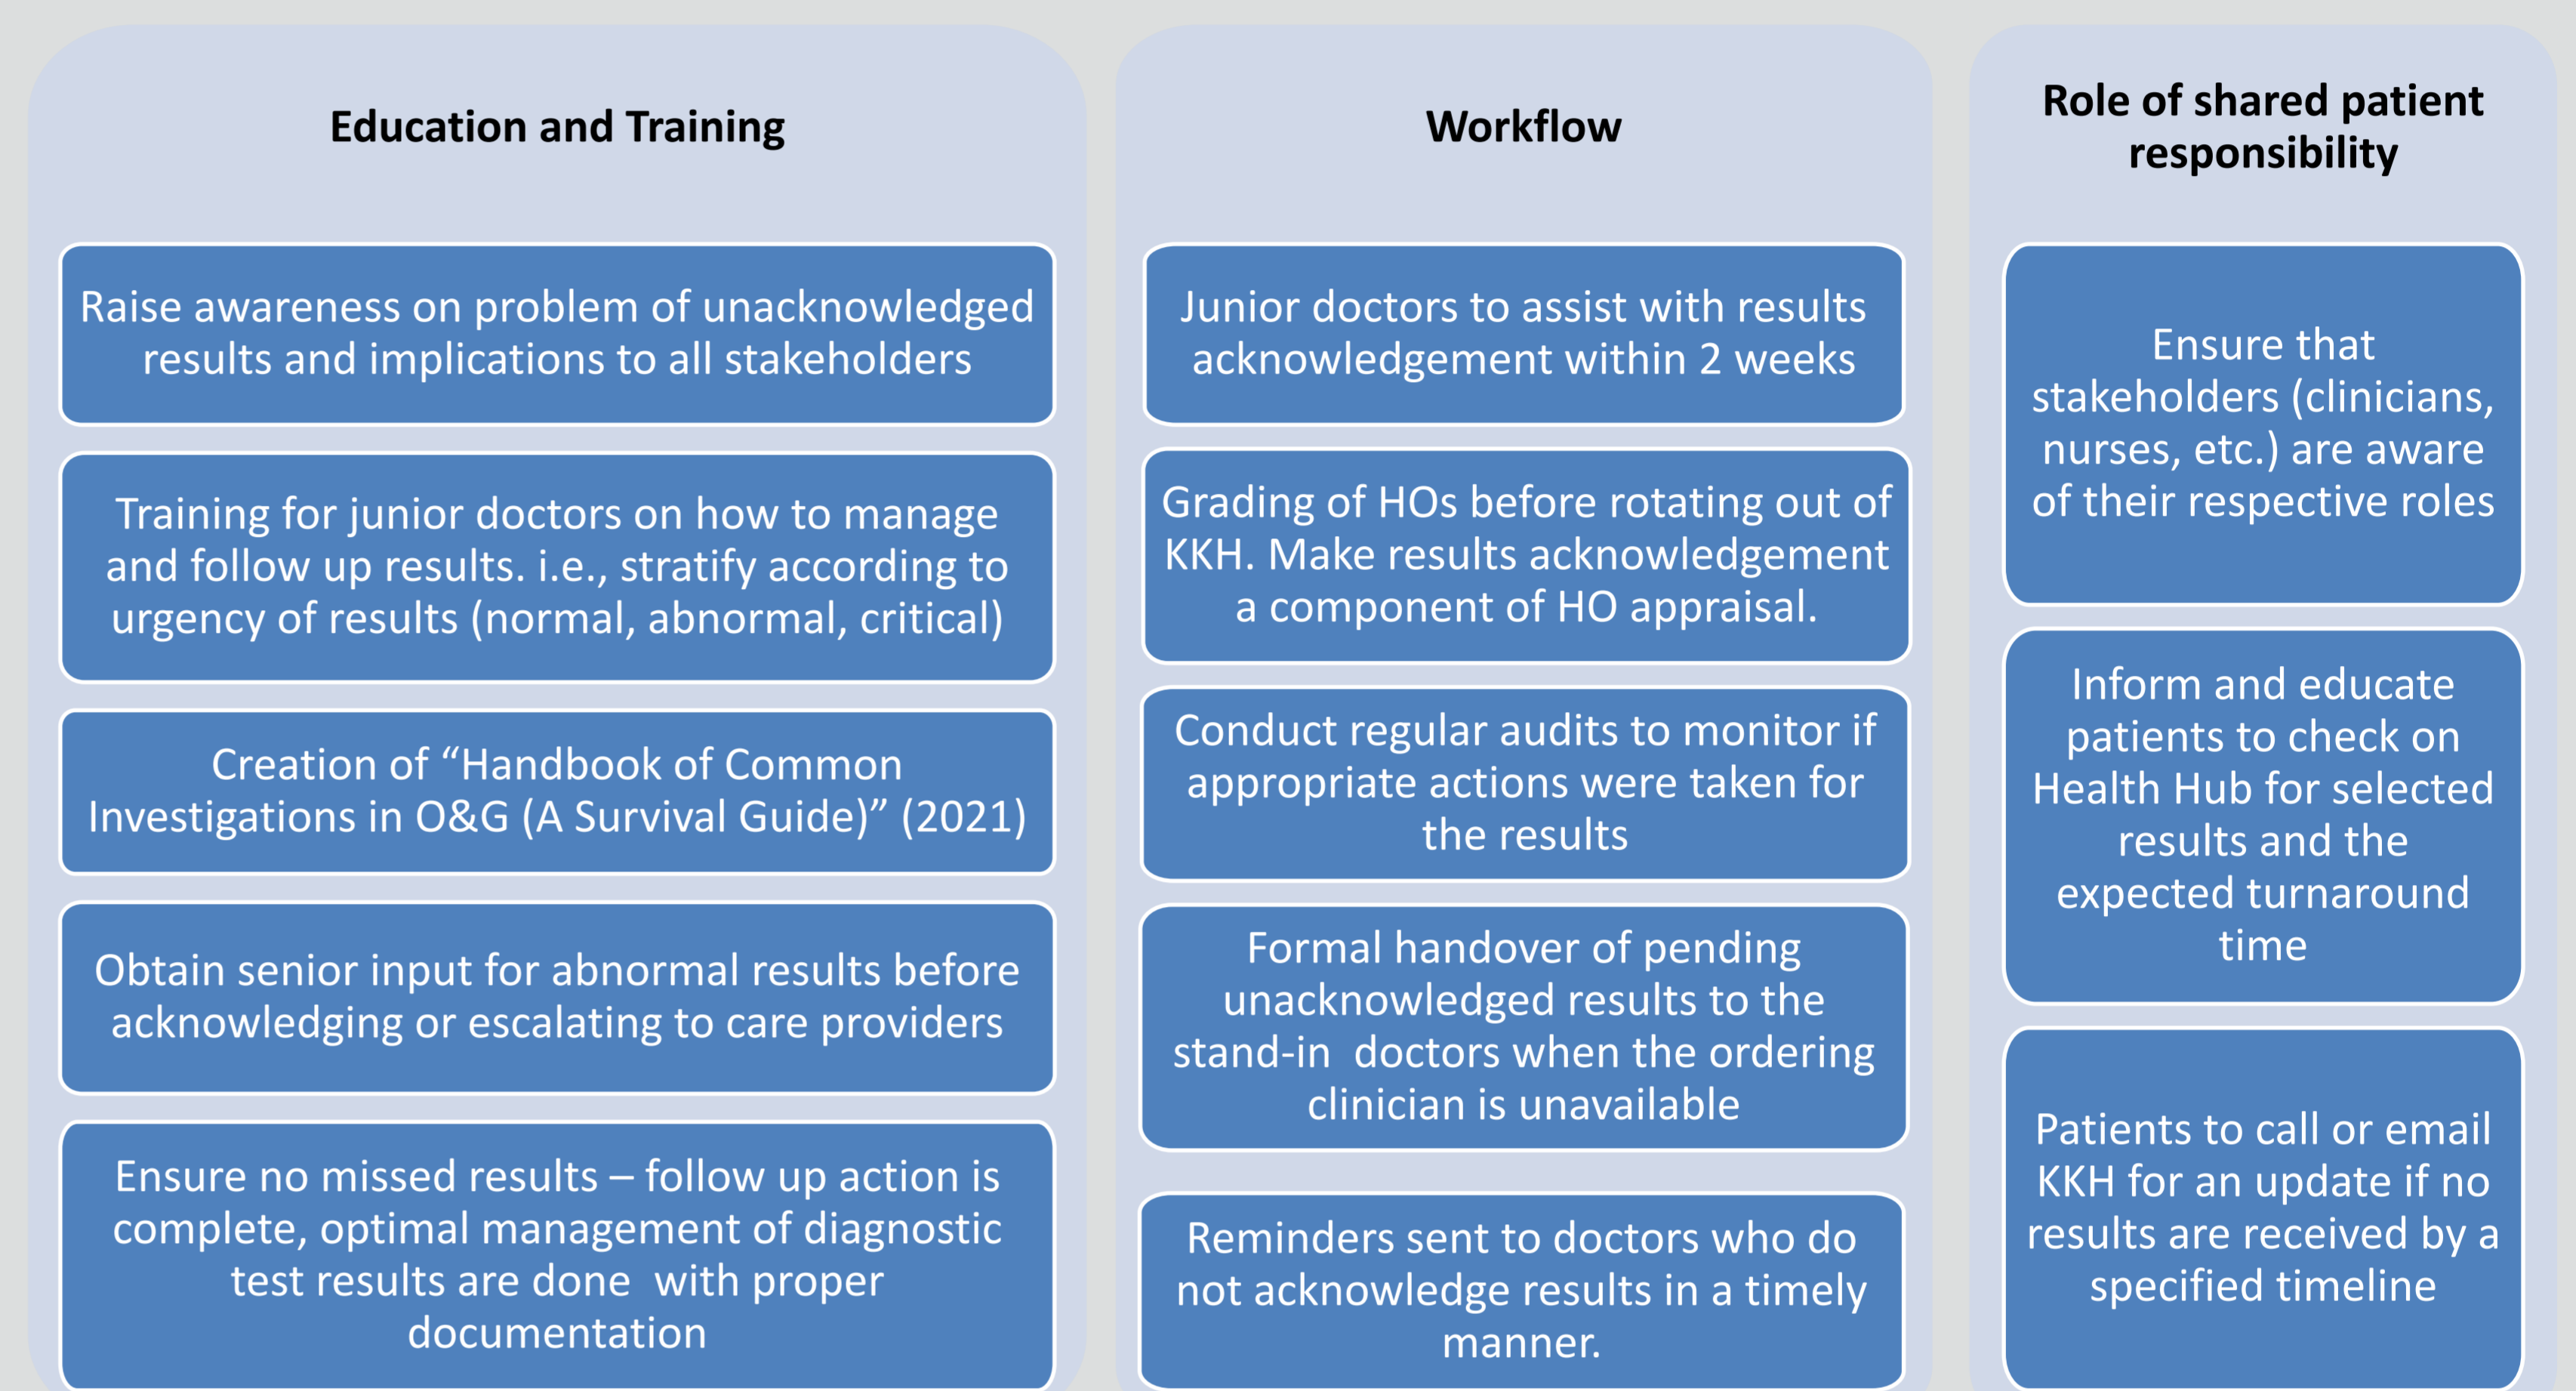 Education and Training
Raise awareness on problem of unacknowledged
results and implications to all stakeholders
Training for junior doctors on how to manage
and follow up results. i.e., stratify according to
urgency of results (normal, abnormal, critical)
Creation of “Handbook of Common
Investigations in O&G (A Survival Guide)” (2021)
Obtain senior input for abnormal results before
acknowledging or escalating to care providers
Ensure no missed results – follow up action is
complete, optimal management of diagnostic
test results are done  with proper
documentation
Workflow
Junior doctors to assist with results
acknowledgement within 2 weeks
Grading of HOs before rotating out of
KKH. Make results acknowledgement
a component of HO appraisal.
Conduct regular audits to monitor if
appropriate actions were taken for
the results
Formal handover of pending
unacknowledged results to the
stand-in  doctors when the ordering
clinician is unavailable
Reminders sent to doctors who do
not acknowledge results in a timely
manner.
Role of shared patient
responsibility
Ensure that
stakeholders (clinicians,
nurses, etc.) are aware
of their respective roles
Inform and educate
patients to check on
Health Hub for selected
results and the
expected turnaround
time
Patients to call or email
KKH for an update if no
results are received by a
specified timeline